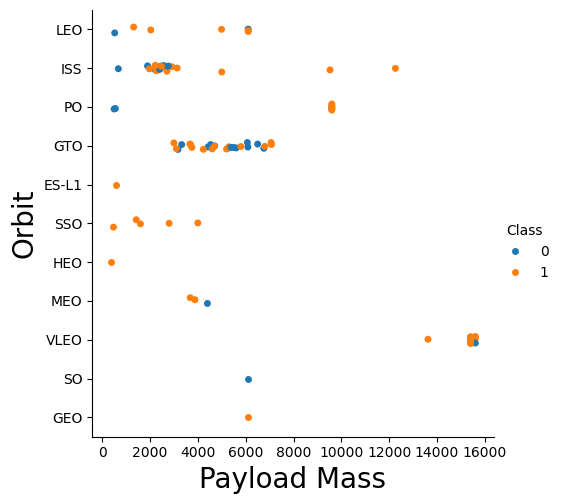 LEO
ISS
PO
GTO
ES-L1
SSO
HEO
MEO
VLEO
SO
GEO
Orbit
0 2000 4000 6000 8000 10000 12000 14000 16000
Payload Mass
Class
0
1